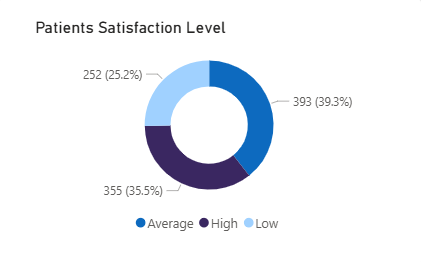 Patients Satisfaction Level
252 (25.2%)
393 (39.3%)
355 (35.5%)
Average High Low